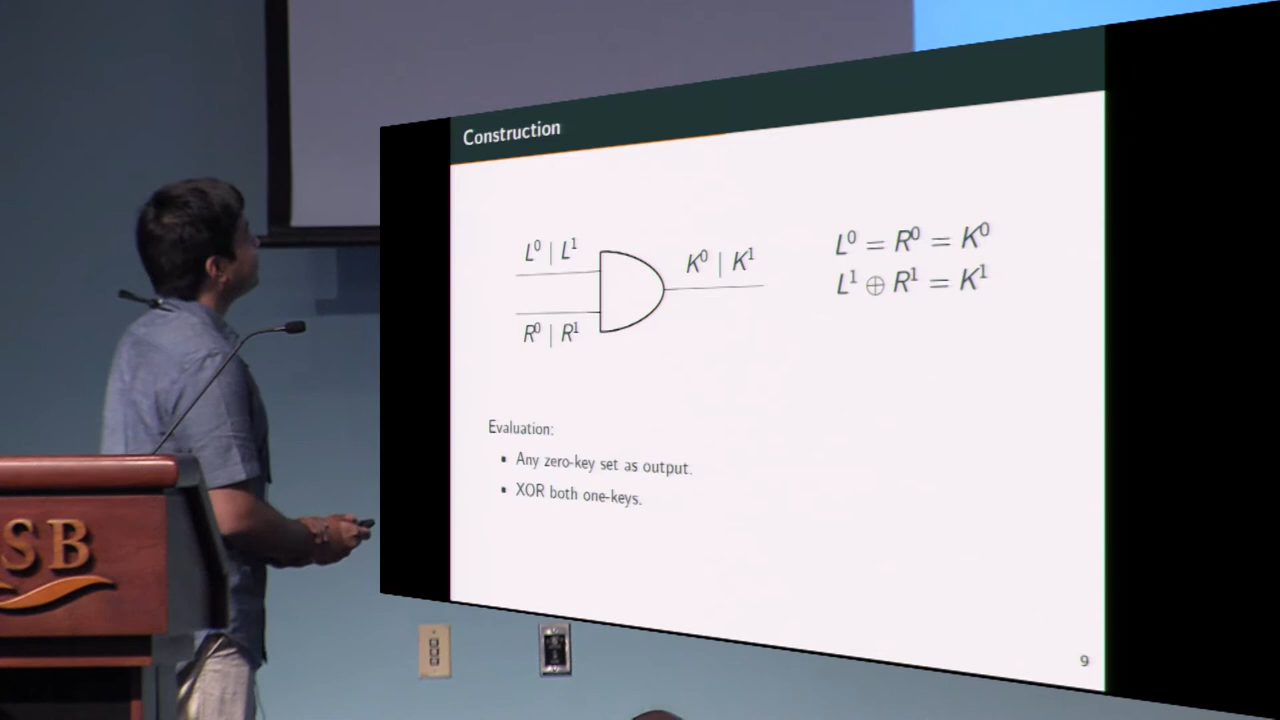 Construction
L⁰ | L¹
K⁰ | K¹
R⁰ | R¹
L⁰ = R⁰ = K⁰
L¹ ⊕ R¹ = K¹
Evaluation:
• Any zero-key set as output.
• XOR both one-keys.
9
SB